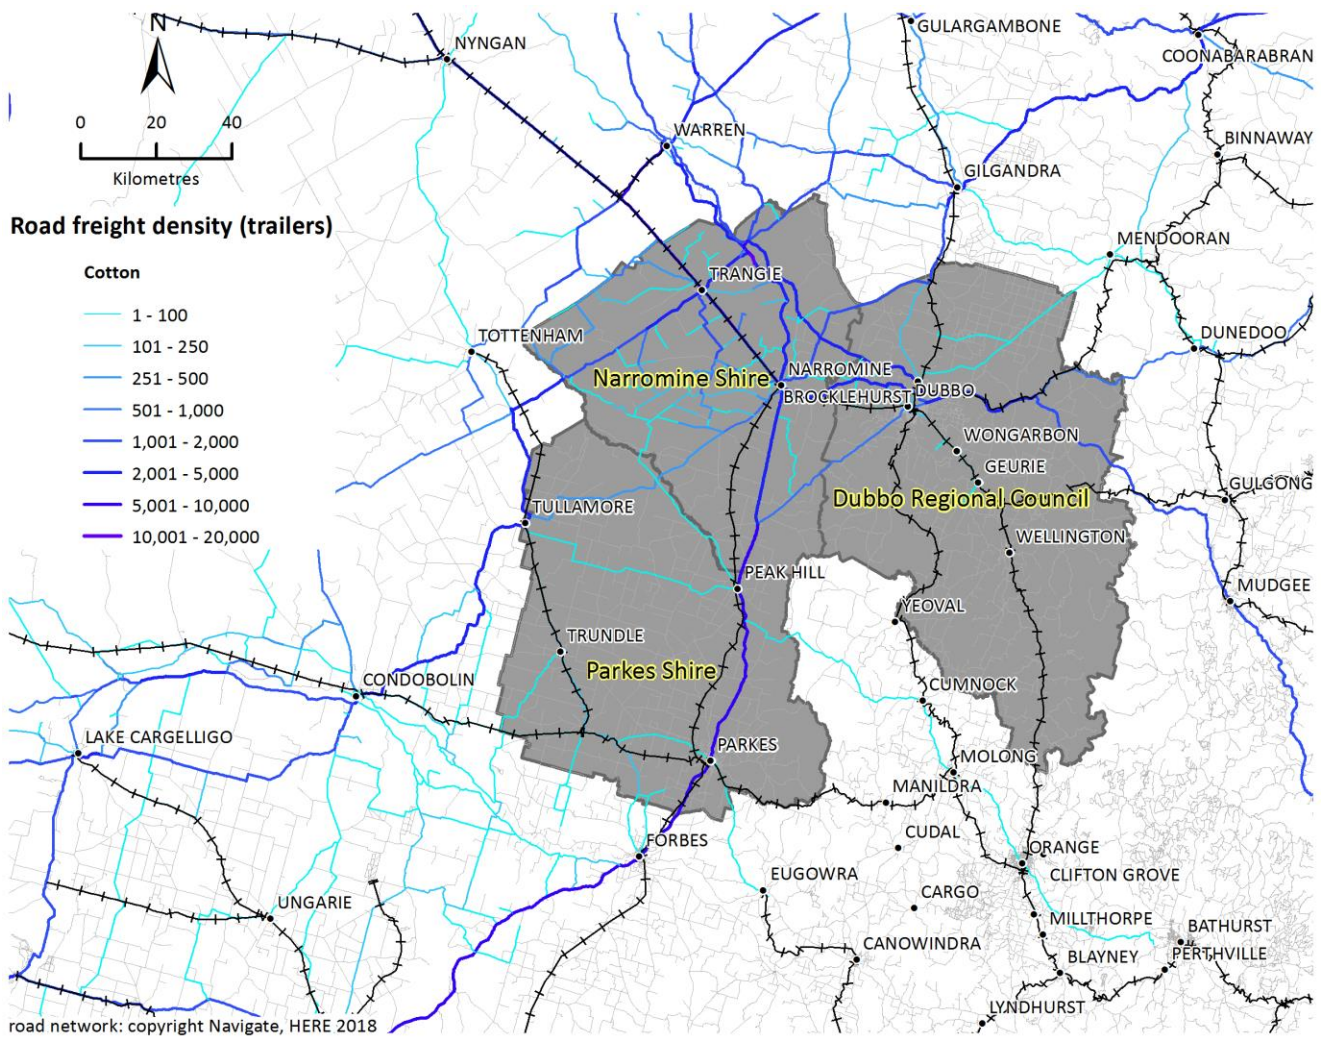 NYNGAN
GULARGAMBONE
COONABARABRAN
N
0 20 40
Kilometres
WARREN
BINNAWAY
GILGANDRA
Road freight density (trailers)
Cotton
1 - 100
101 - 250
251 - 500
501 - 1,000
1,001 - 2,000
2,001 - 5,000
5,001 - 10,000
10,001 - 20,000
MENDOORAN
TRANGIE
TOTTENHAM
DUNEDOO
NARROMINE
Narromine Shire
BROCKLEHURST
DUBBO
WONGARBON
GEURIE
Dubbo Regional Council
GULGONG
TULLAMORE
WELLINGTON
PEAK HILL
MUDGEE
YEOVAL
TRUNDLE
Parkes Shire
CONDOBOLIN
CUMNOCK
LAKE CARGELLIGO
PARKES
MOLONG
MANILDRA
CUDAL
FORBES
ORANGE
EUGOWRA
CLIFTON GROVE
CARGO
UNGARIE
MILLTHORPE
BATHURST
CANOWINDRA
PERTHVILLE
BLAYNEY
LYNDHURST
road network: copyright Navigate, HERE 2018